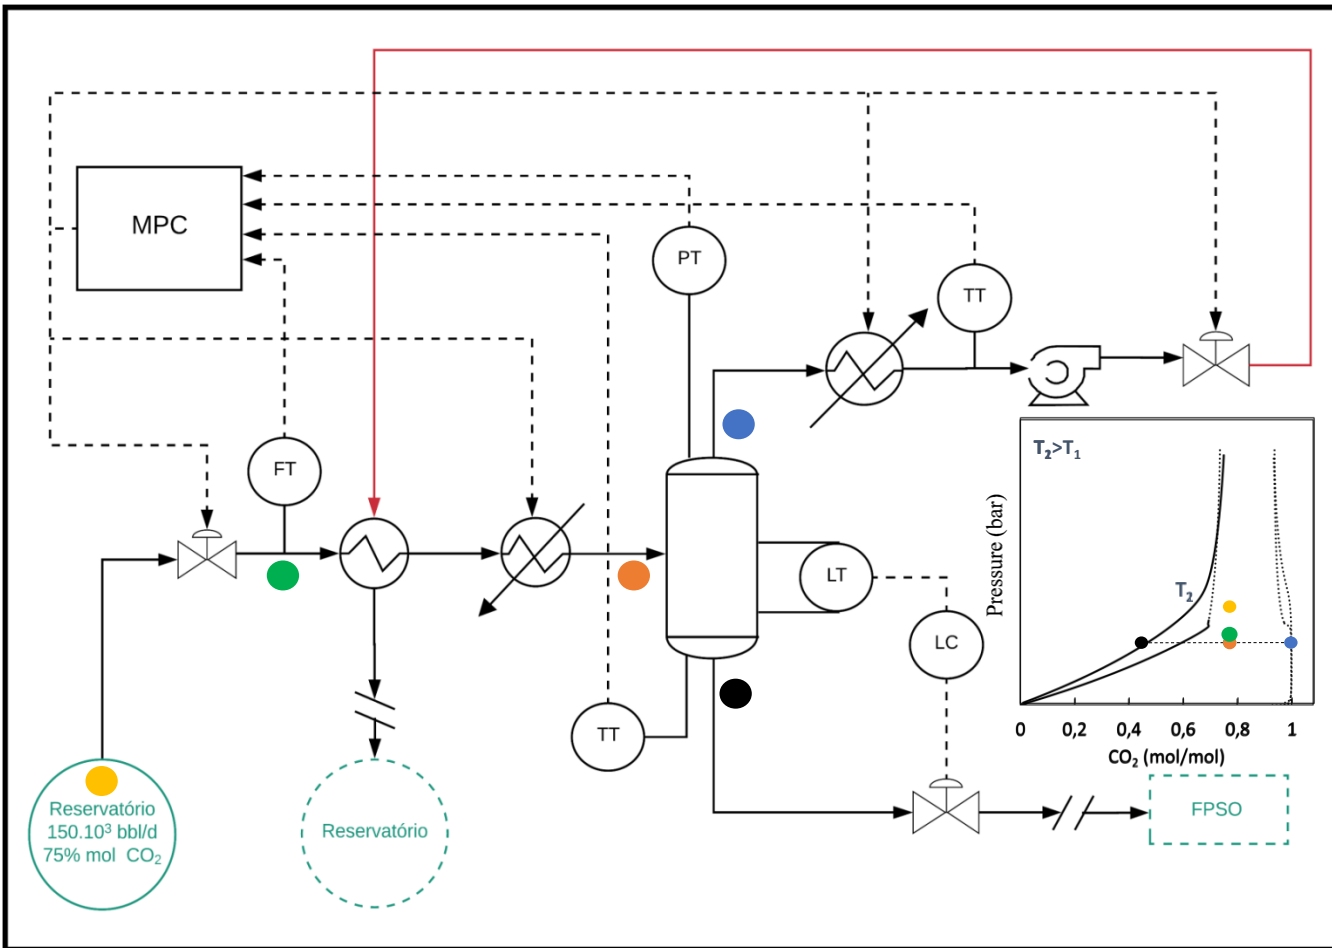 MPC
PT
TT
FT
T₂>T₁
Pressure (bar)
T₂
LT
LC
TT
0 0,2 0,4 0,6 0,8 1
CO₂ (mol/mol)
Reservatório
150.10³ bbl/d
75% mol CO₂
Reservatório
FPSO